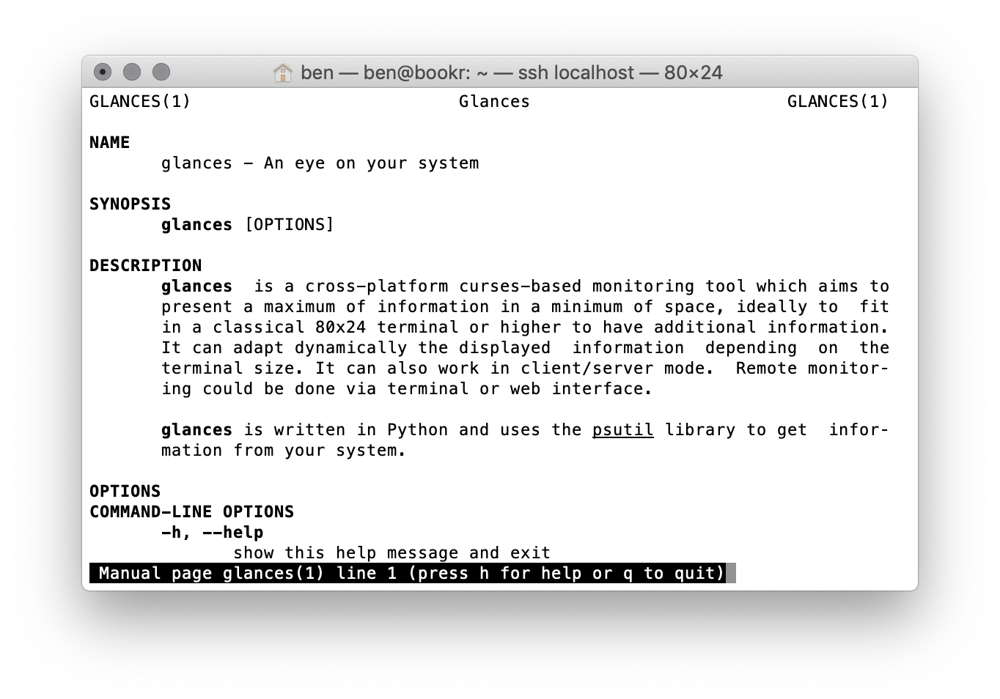 ben — ben@bookr: ~ — ssh localhost — 80×24
GLANCES(1) Glances GLANCES(1)
NAME
glances - An eye on your system
SYNOPSIS
glances [OPTIONS]
DESCRIPTION
glances  is a cross-platform curses-based monitoring tool which aims to
present a maximum of information in a minimum of space, ideally to  fit
in a classical 80x24 terminal or higher to have additional information.
It can adapt dynamically the displayed  information  depending  on  the
terminal size. It can also work in client/server mode.  Remote monitor-
ing could be done via terminal or web interface.
glances is written in Python and uses the psutil library to get  infor-
mation from your system.
OPTIONS
COMMAND-LINE OPTIONS
-h, --help
show this help message and exit
Manual page glances(1) line 1 (press h for help or q to quit)